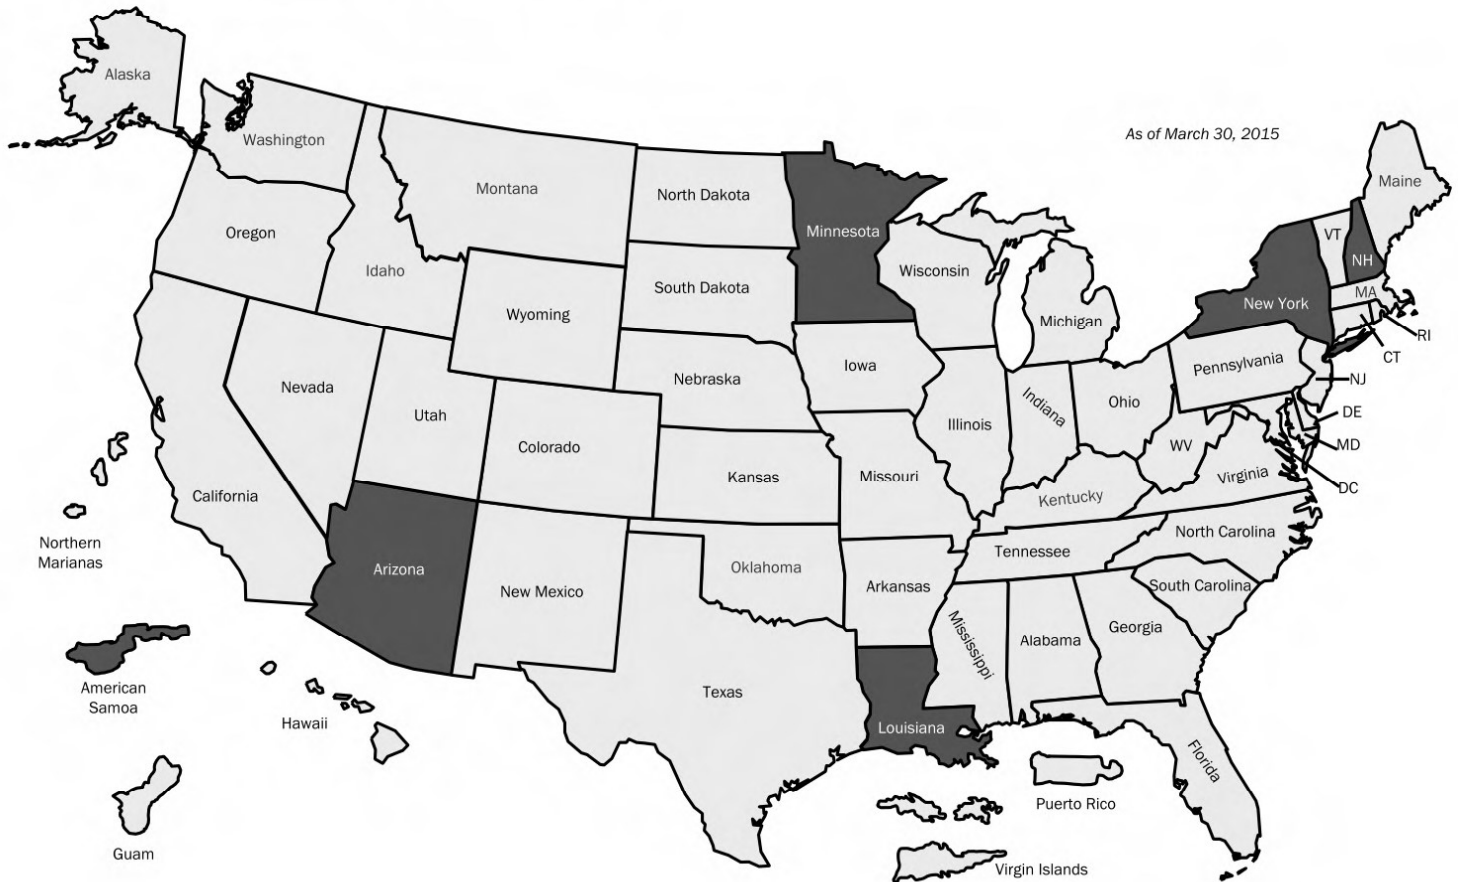 Alaska
Washington
As of March 30, 2015
Montana
North Dakota
Maine
Oregon
Minnesota
VT
Idaho
Wisconsin
NH
South Dakota
MA
Wyoming
New York
Michigan
RI
CT
Iowa
Pennsylvania
Nebraska
NJ
Nevada
Utah
Indiana
Ohio
DE
Illinois
Colorado
WV
MD
Kansas
Missouri
Virginia
DC
California
Kentucky
Northern
Marianas
North Carolina
Tennessee
Arizona
Oklahoma
New Mexico
Arkansas
South Carolina
Mississippi
Alabama
Georgia
American
Samoa
Texas
Hawaii
Louisiana
Florida
Puerto Rico
Guam
Virgin Islands